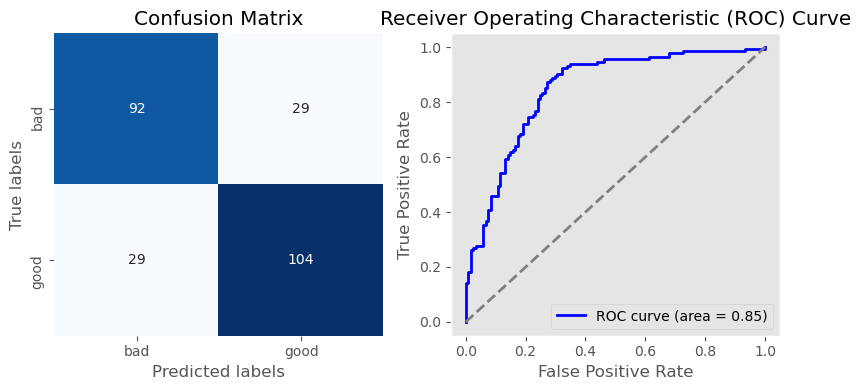 Confusion Matrix
True labels
bad
good
92
29
29
104
bad
good
Predicted labels
Receiver Operating Characteristic (ROC) Curve
True Positive Rate
1.0
0.8
0.6
0.4
0.2
0.0
ROC curve (area = 0.85)
0.0
0.2
0.4
0.6
0.8
1.0
False Positive Rate